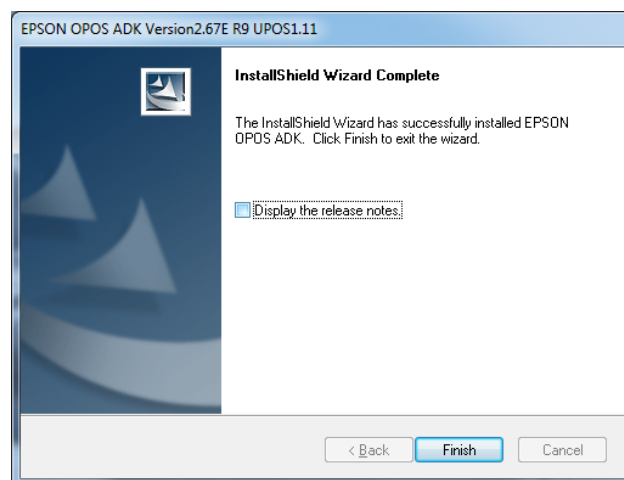 EPSON OPOS ADK Version2.67E R9 UPOS1.11
InstallShield Wizard Complete
The InstallShield Wizard has successfully installed EPSON
OPOS ADK. Click Finish to exit the wizard.
Display the release notes.
< Back
Finish
Cancel